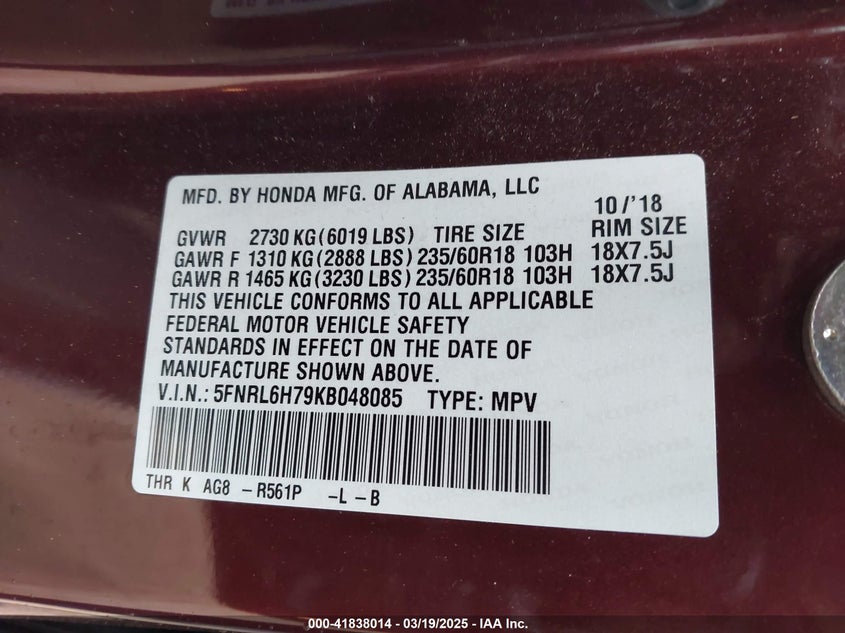 MFD. BY HONDA MFG. OF ALABAMA, LLC
10/'18
GVWR 2730 KG (6019 LBS) TIRE SIZE RIM SIZE
GAWR F 1310 KG (2888 LBS) 235/60R18 103H 18X7.5J
GAWR R 1465 KG (3230 LBS) 235/60R18 103H 18X7.5J
THIS VEHICLE CONFORMS TO ALL APPLICABLE
FEDERAL MOTOR VEHICLE SAFETY
STANDARDS IN EFFECT ON THE DATE OF
MANUFACTURE SHOWN ABOVE.
V.I.N.: 5FNRL6H79KB048085 TYPE: MPV
THR K AG8 – R561P – L – B
000-41838014 — 03/19/2025 — IAA Inc.